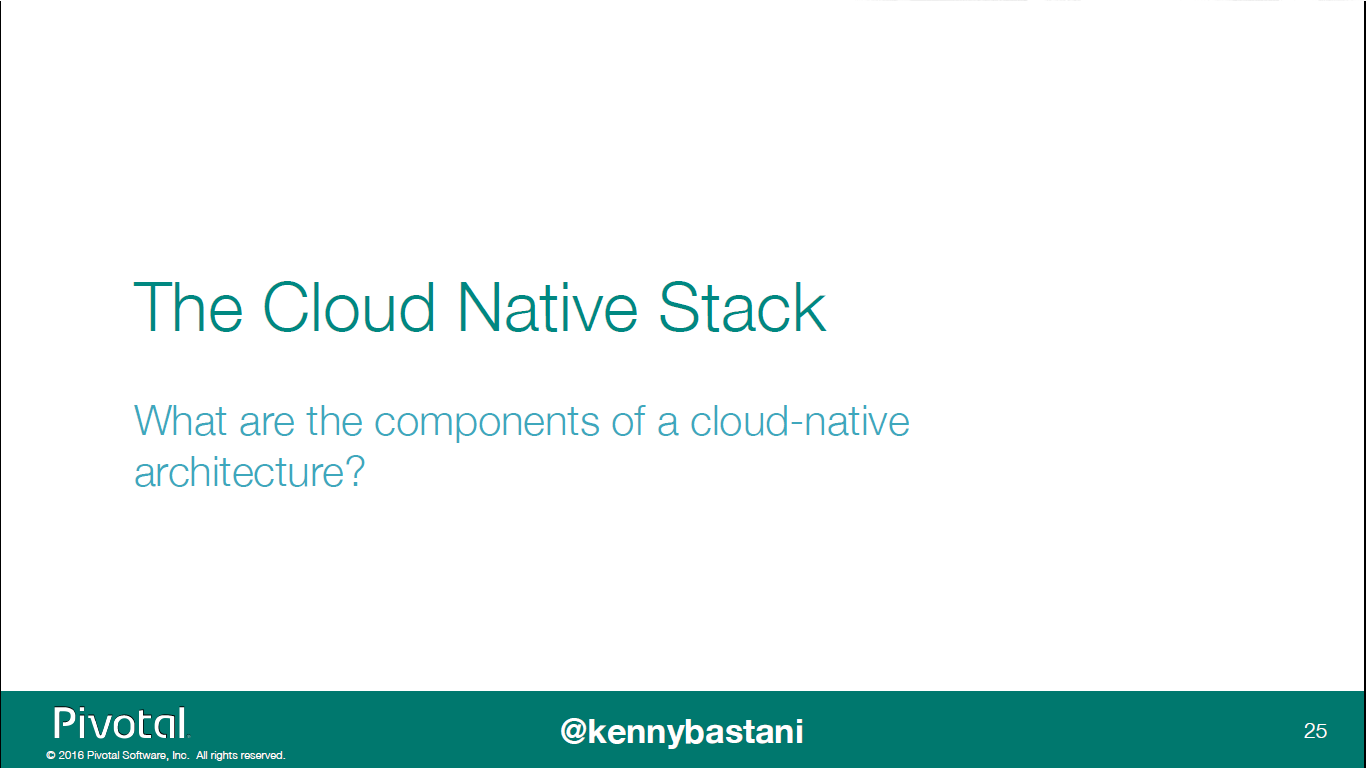 The Cloud Native Stack
What are the components of a cloud-native
architecture?
Pivotal
© 2016 Pivotal Software, Inc. All rights reserved.
@kennybastani
25